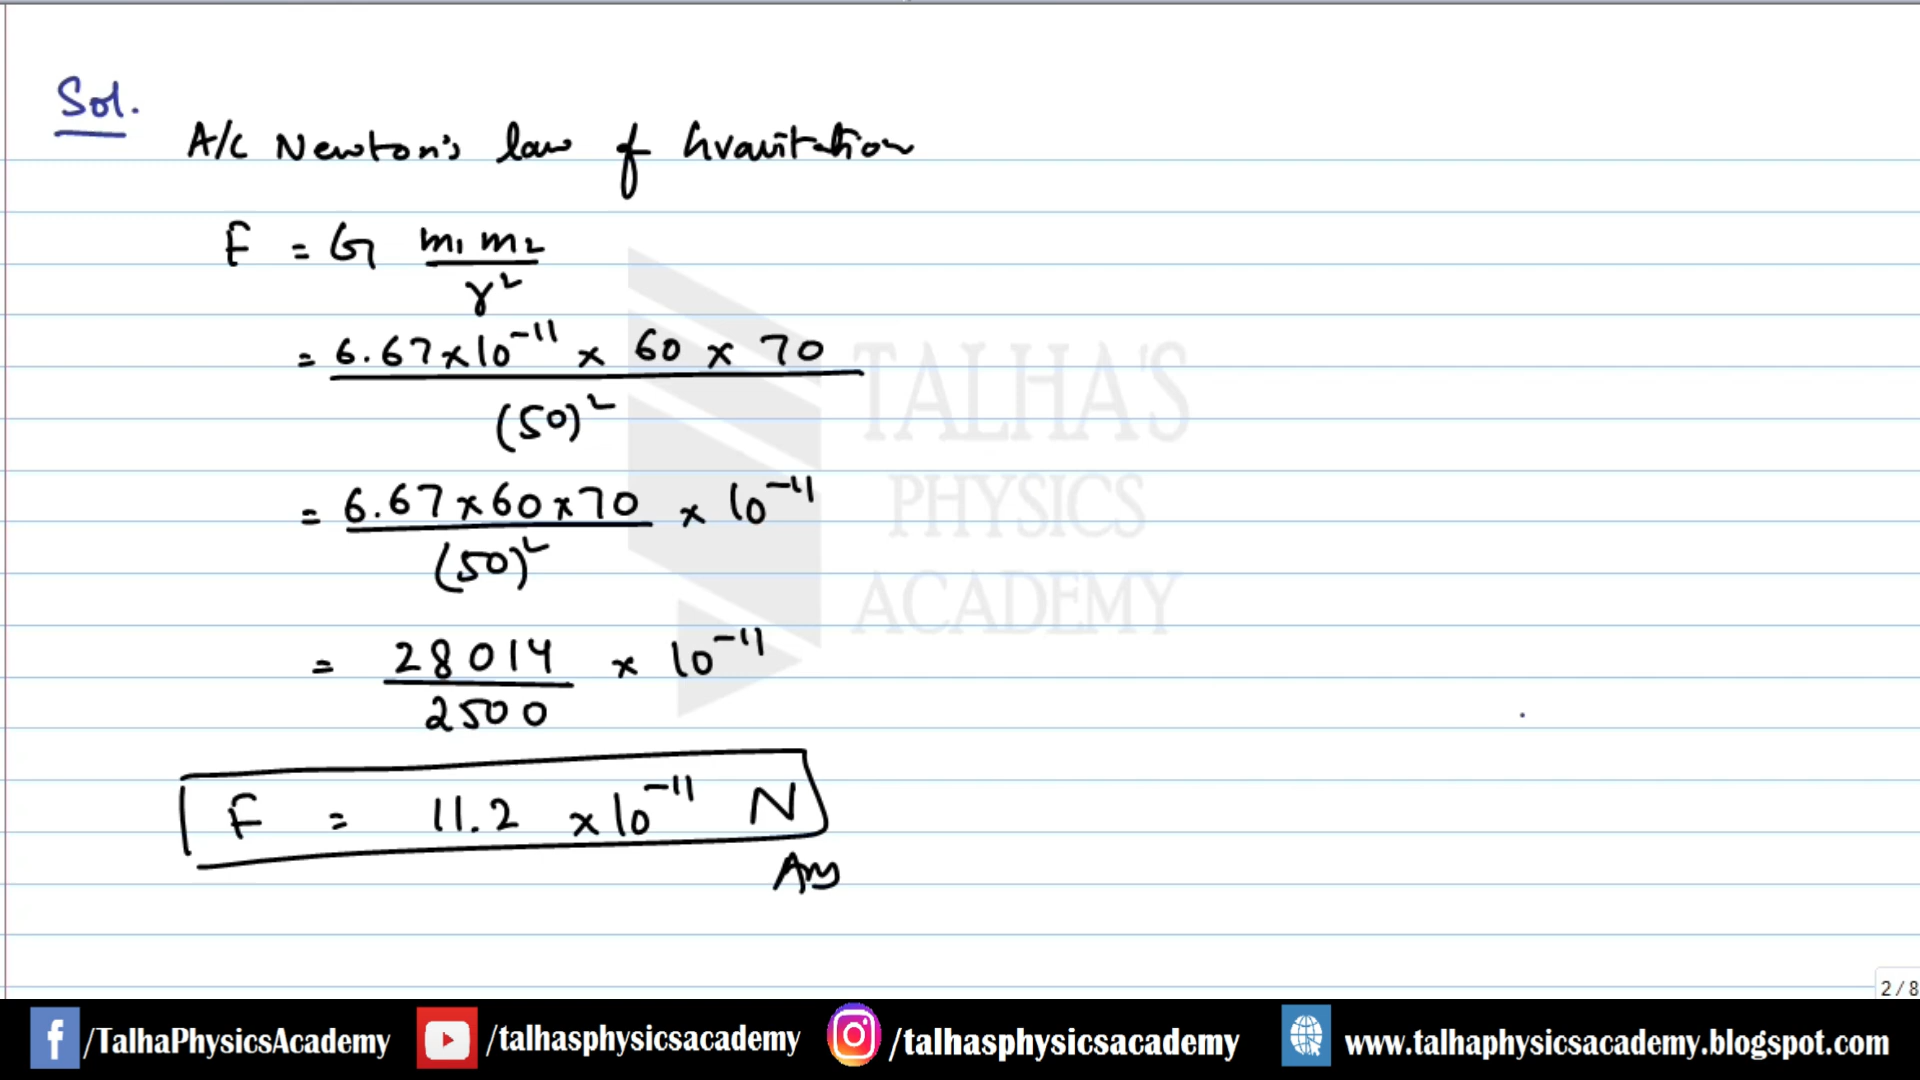 Sol.
A/C Newton's law of Gravitation
F = G m₁ m₂
r²
= 6.67 x 10⁻¹¹ x 60 x 70
(50)²
= 6.67 x 60 x 70 x 10⁻¹¹
(50)²
= 28014 x 10⁻¹¹
2500
F = 11.2 x 10⁻¹¹ N
Ans
TALHA'S
PHYSICS
ACADEMY
2 / 8
/TalhaPhysicsAcademy /talhasphysicsacademy /talhasphysicsacademy www.talhaphysicsacademy.blogspot.com